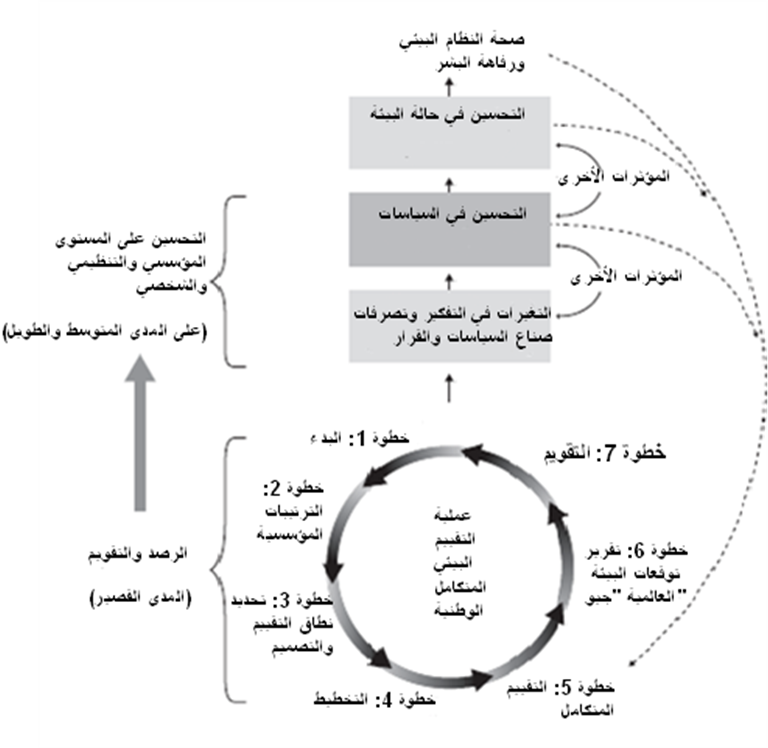 صحة النظام البيئي
ورفاهة البشر
التحسين في حالة البيئة
المؤثرات الأخرى
التحسين في السياسات
المؤثرات الأخرى
التغيرات في التفكير وتصرفات
صناع السياسات والقرار
التحسين على المستوى
المؤسسي والتنظيمي
والشخصي
(على المدى المتوسط والطويل)
الرصد والتقويم
(المدى القصير)
خطوة 1: البدء
خطوة 2:
الترتيبات
المؤسسية
خطوة 3: تحديد
نطاق التقييم
والتصميم
خطوة 4: التخطيط
خطوة 5: التقييم
المتكامل
خطوة 6: تقرير
توقعات البيئة
العالمية "جيو"
خطوة 7: التقويم
عملية
التقييم
البيئي
المتكامل
الوطنية